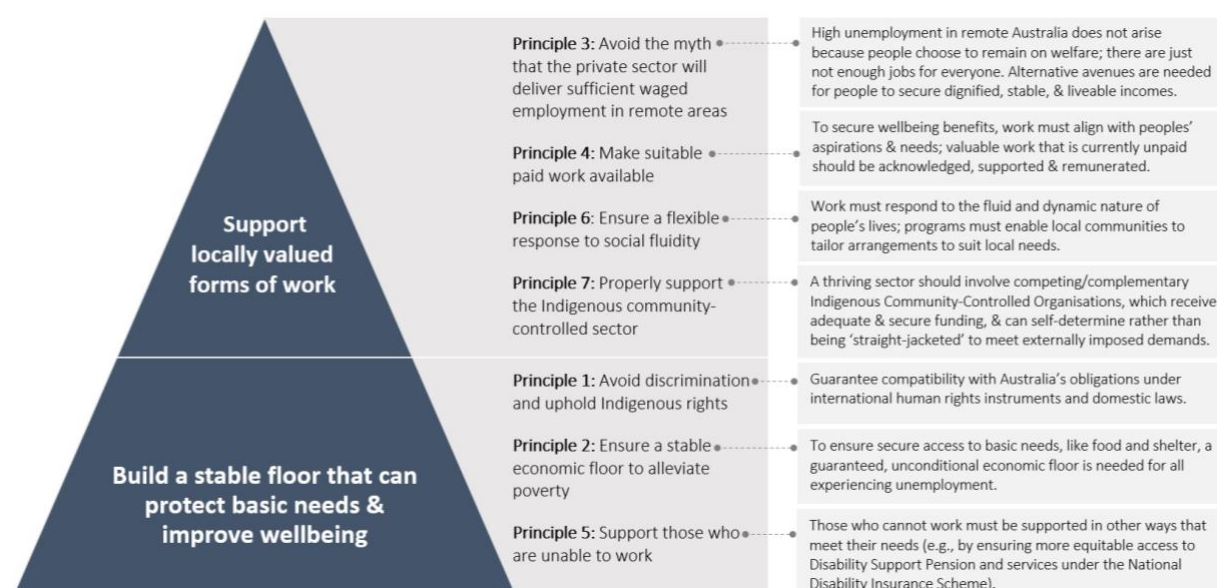 Support
locally valued
forms of work
Build a stable floor that can
protect basic needs &
improve wellbeing
Principle 3: Avoid the myth
that the private sector will
deliver sufficient waged
employment in remote areas
High unemployment in remote Australia does not arise
because people choose to remain on welfare; there are just
not enough jobs for everyone. Alternative avenues are needed
for people to secure dignified, stable, & liveable incomes.
Principle 4: Make suitable
paid work available
To secure wellbeing benefits, work must align with peoples'
aspirations & needs; valuable work that is currently unpaid
should be acknowledged, supported & remunerated.
Principle 6: Ensure a flexible
response to social fluidity
Work must respond to the fluid and dynamic nature of
people's lives; programs must enable local communities to
tailor arrangements to suit local needs.
Principle 7: Properly support
the Indigenous community-
controlled sector
A thriving sector should involve competing/complementary
Indigenous Community-Controlled Organisations, which receive
adequate & secure funding, & can self-determine rather than
being 'straight-jacketed' to meet externally imposed demands.
Principle 1: Avoid discrimination
and uphold Indigenous rights
Guarantee compatibility with Australia's obligations under
international human rights instruments and domestic laws.
Principle 2: Ensure a stable
economic floor to alleviate
poverty
To ensure secure access to basic needs, like food and shelter, a
guaranteed, unconditional economic floor is needed for all
experiencing unemployment.
Principle 5: Support those who
are unable to work
Those who cannot work must be supported in other ways that
meet their needs (e.g., by ensuring more equitable access to
Disability Support Pension and services under the National
Disability Insurance Scheme).